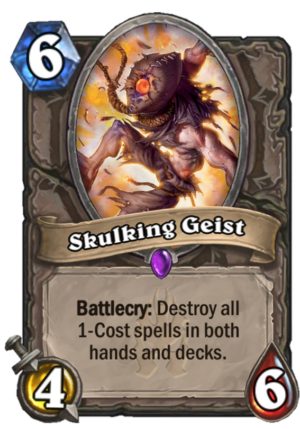 6
Skulking Geist
Battlecry: Destroy all
1-Cost spells in both
hands and decks.
4
6